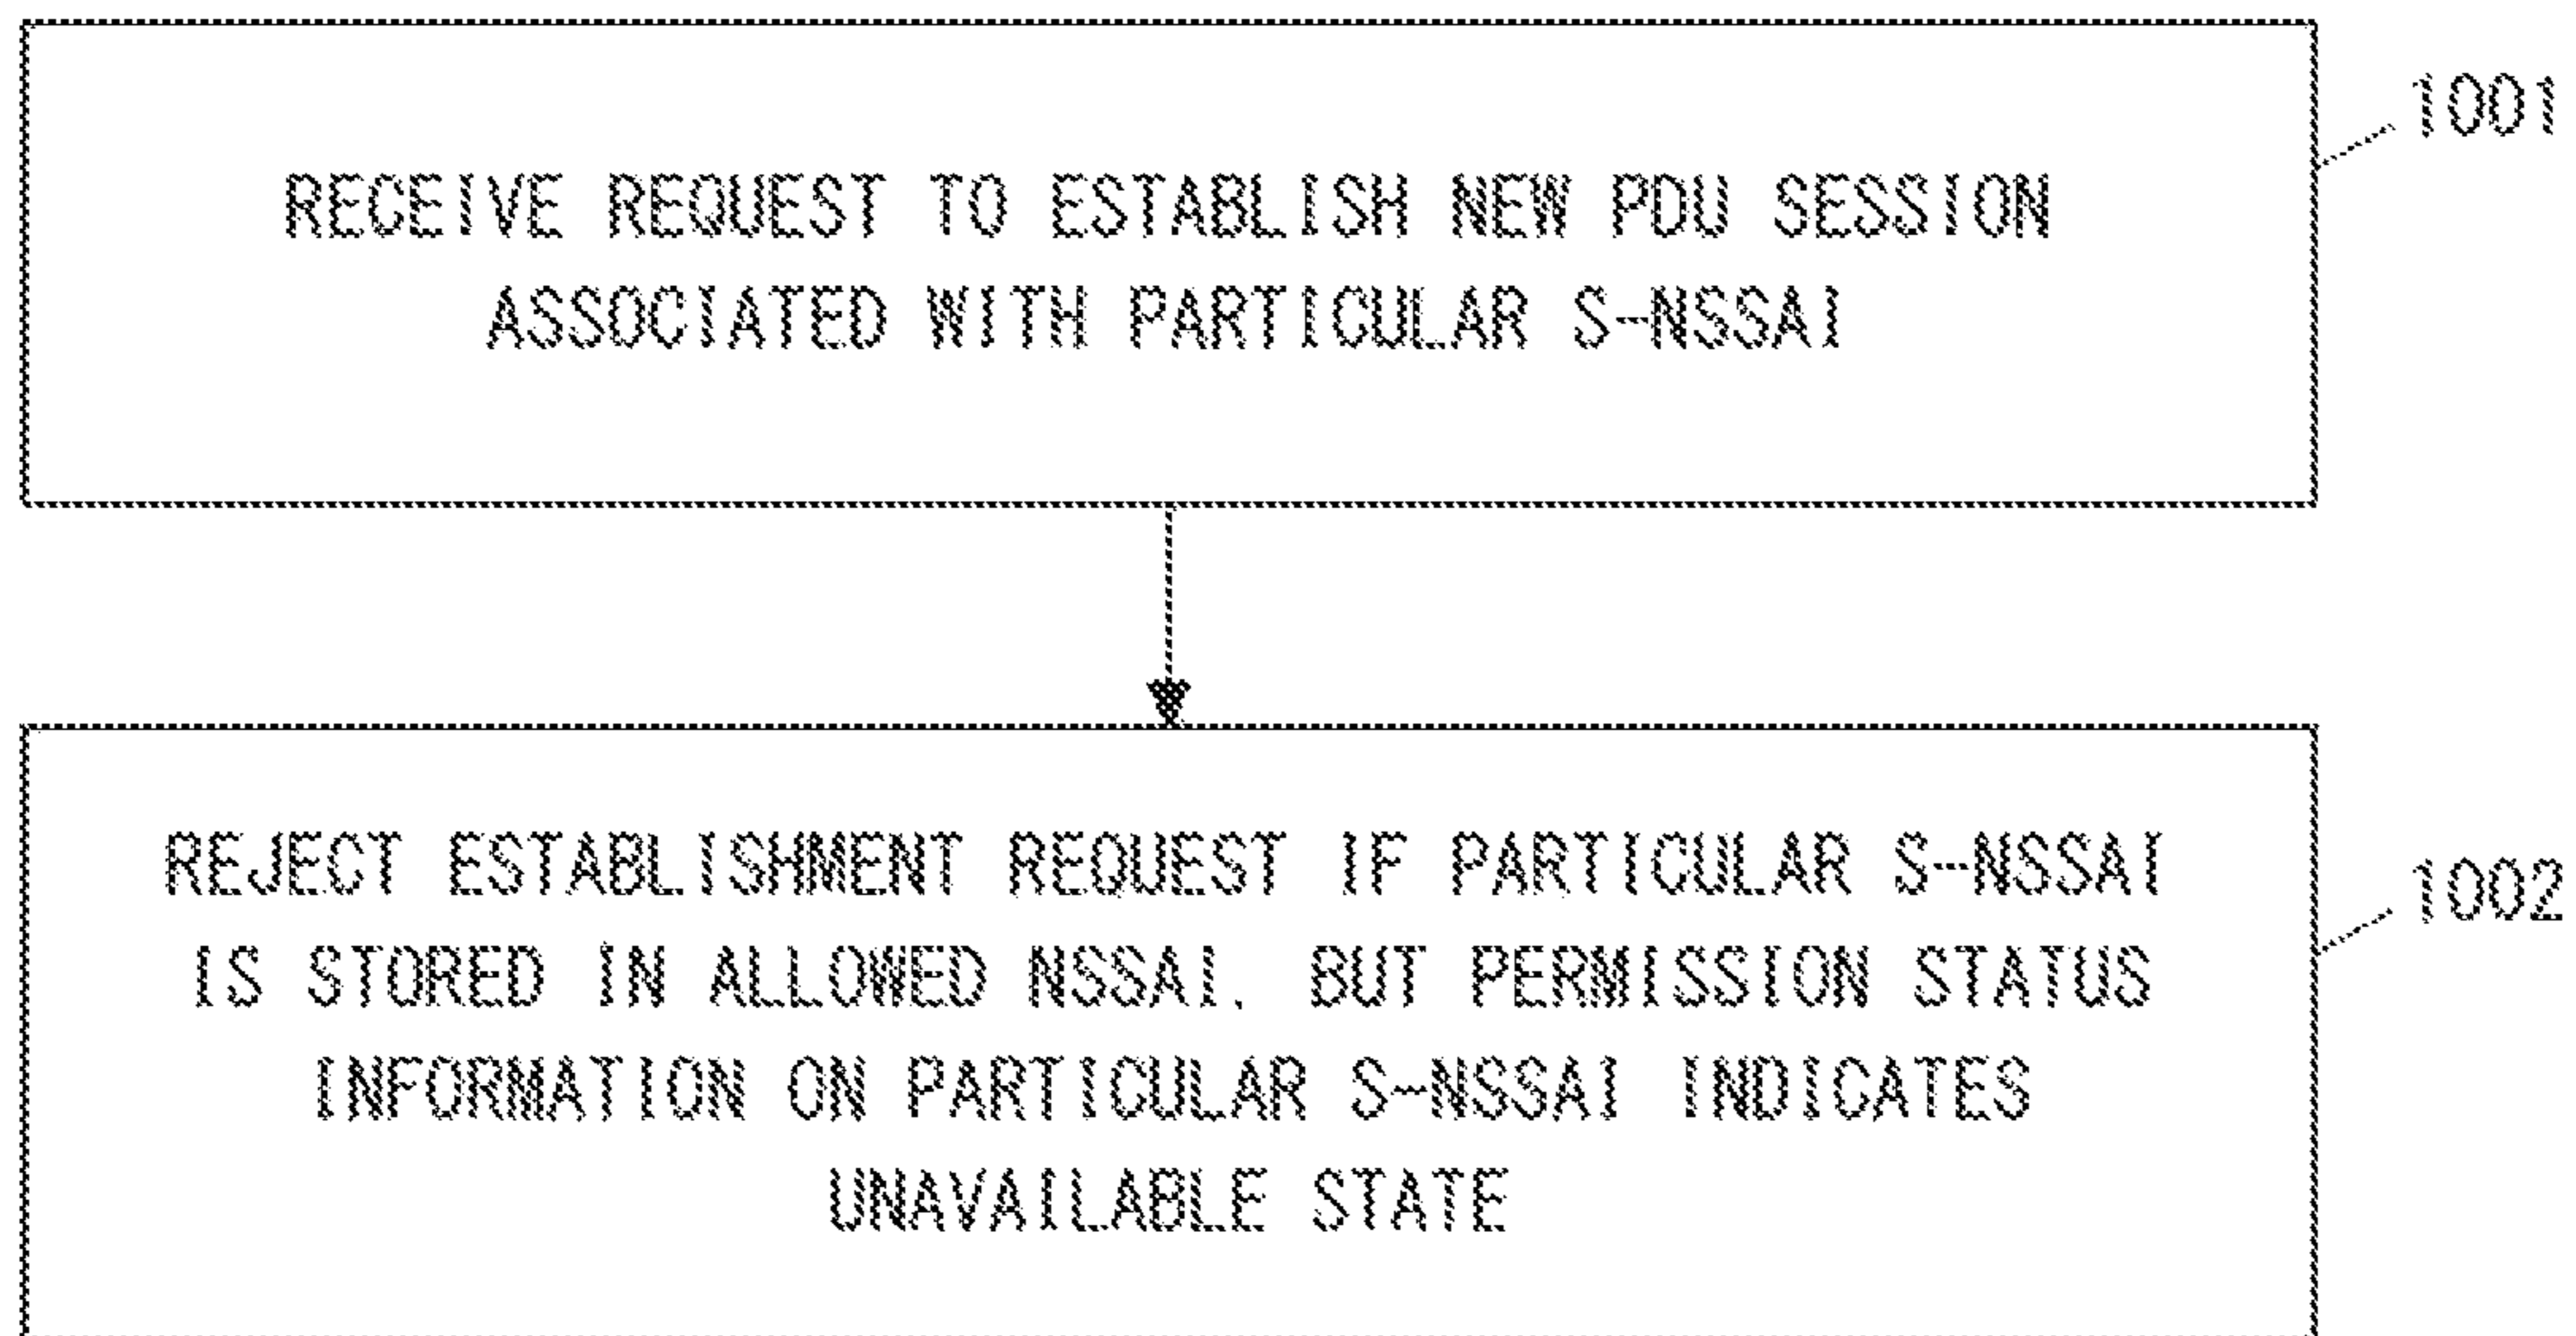 RECEIVE REQUEST TO ESTABLISH NEW PDU SESSION
ASSOCIATED WITH PARTICULAR S-NSSAI
1001
REJECT ESTABLISHMENT REQUEST IF PARTICULAR S-NSSAI
IS STORED IN ALLOWED NSSAI, BUT PERMISSION STATUS
INFORMATION ON PARTICULAR S-NSSAI INDICATES
UNAVAILABLE STATE
1002